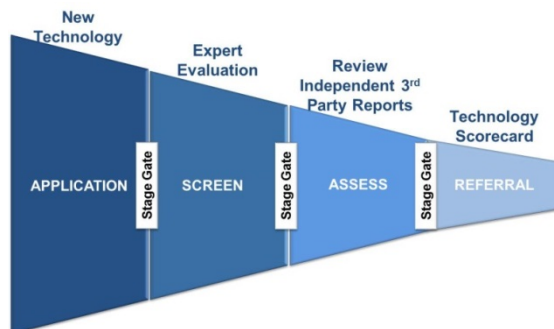 New
Technology
Expert
Evaluation
Review
Independent 3rd
Party Reports
Technology
Scorecard
APPLICATION
Stage Gate
SCREEN
Stage Gate
ASSESS
Stage Gate
REFERRAL